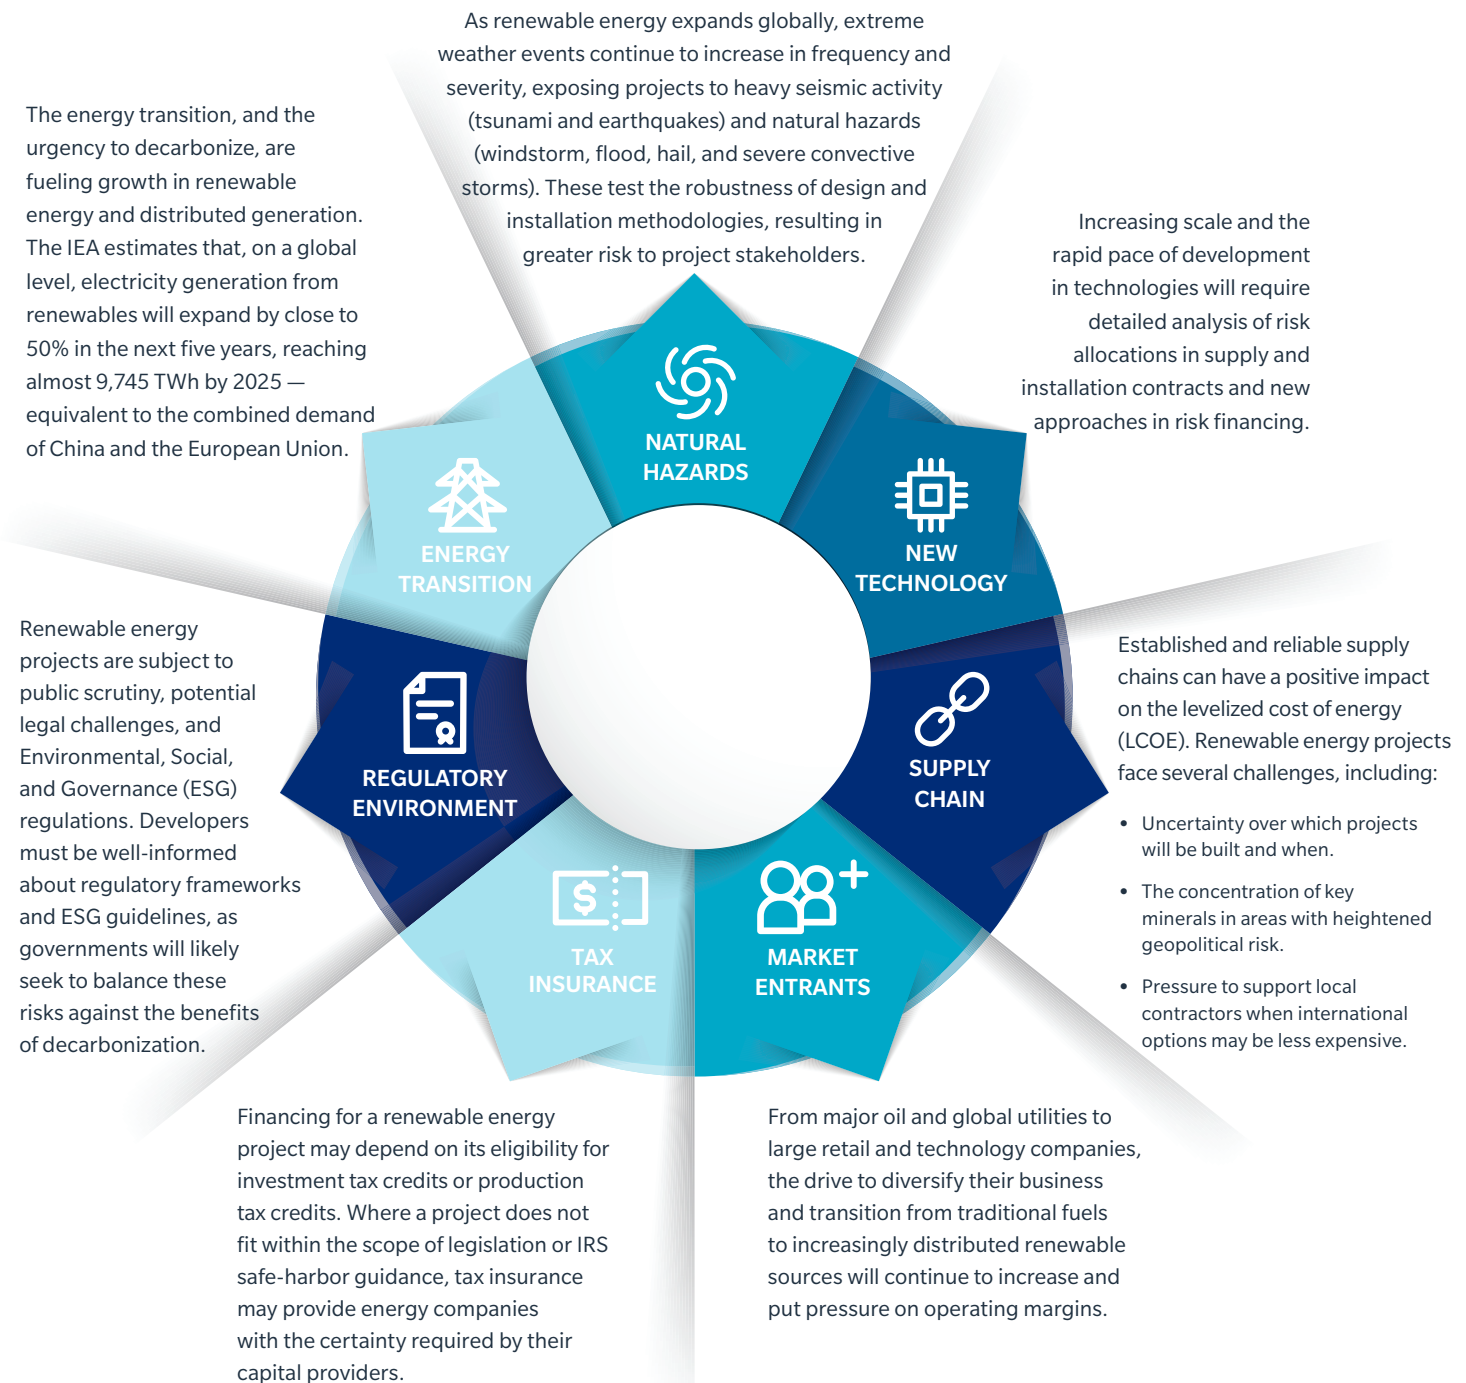 As renewable energy expands globally, extreme
weather events continue to increase in frequency and
severity, exposing projects to heavy seismic activity
(tsunami and earthquakes) and natural hazards
(windstorm, flood, hail, and severe convective
storms). These test the robustness of design and
installation methodologies, resulting in
greater risk to project stakeholders.
The energy transition, and the
urgency to decarbonize, are
fueling growth in renewable
energy and distributed generation.
The IEA estimates that, on a global
level, electricity generation from
renewables will expand by close to
50% in the next five years, reaching
almost 9,745 TWh by 2025 —
equivalent to the combined demand
of China and the European Union.
Increasing scale and the
rapid pace of development
in technologies will require
detailed analysis of risk
allocations in supply and
installation contracts and new
approaches in risk financing.
NATURAL
HAZARDS
ENERGY
TRANSITION
NEW
TECHNOLOGY
REGULATORY
ENVIRONMENT
SUPPLY
CHAIN
TAX
INSURANCE
MARKET
ENTRANTS
Renewable energy
projects are subject to
public scrutiny, potential
legal challenges, and
Environmental, Social,
and Governance (ESG)
regulations. Developers
must be well-informed
about regulatory frameworks
and ESG guidelines, as
governments will likely
seek to balance these
risks against the benefits
of decarbonization.
Established and reliable supply
chains can have a positive impact
on the levelized cost of energy
(LCOE). Renewable energy projects
face several challenges, including:
• Uncertainty over which projects
will be built and when.
• The concentration of key
minerals in areas with heightened
geopolitical risk.
• Pressure to support local
contractors when international
options may be less expensive.
Financing for a renewable energy
project may depend on its eligibility for
investment tax credits or production
tax credits. Where a project does not
fit within the scope of legislation or IRS
safe-harbor guidance, tax insurance
may provide energy companies
with the certainty required by their
capital providers.
From major oil and global utilities to
large retail and technology companies,
the drive to diversify their business
and transition from traditional fuels
to increasingly distributed renewable
sources will continue to increase and
put pressure on operating margins.